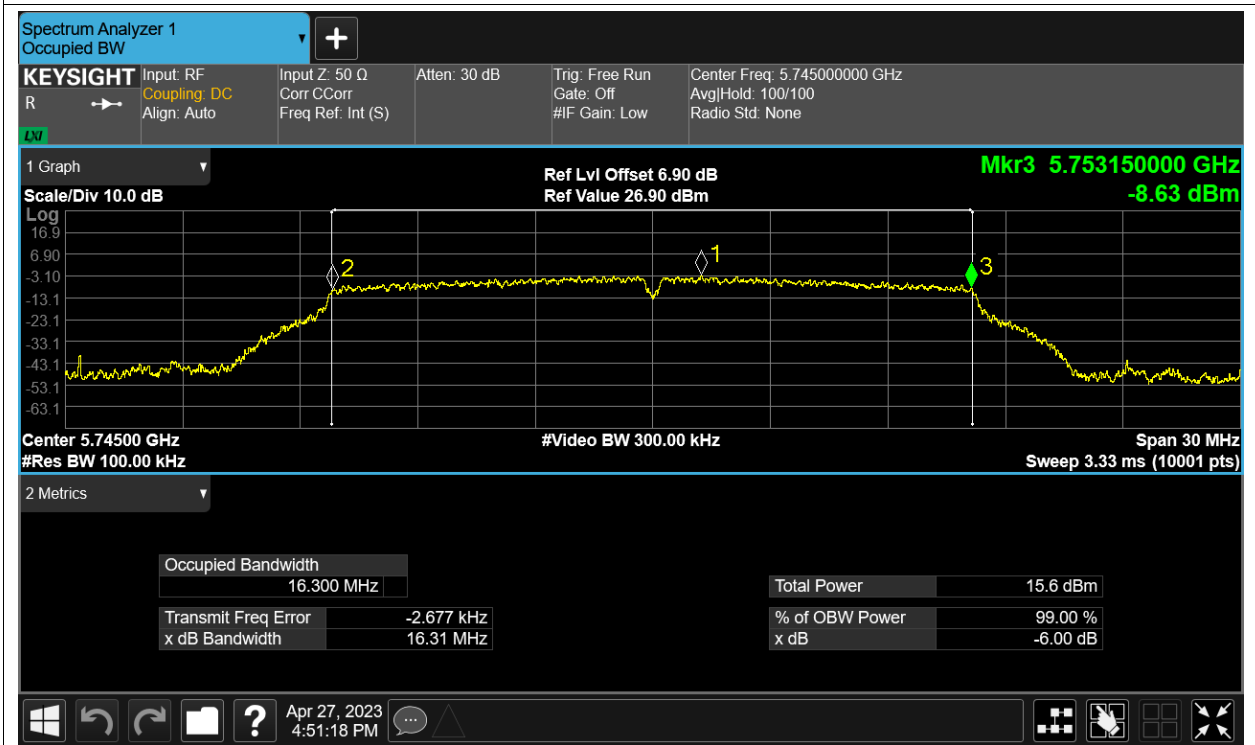 Spectrum Analyzer 1
Occupied BW
KEYSIGHT
R
LXI
Input: RF
Coupling: DC
Align: Auto
Input Z: 50 Ω
Corr CCorr
Freq Ref: Int (S)
Atten: 30 dB
Trig: Free Run
Gate: Off
#IF Gain: Low
Center Freq: 5.745000000 GHz
Avg|Hold: 100/100
Radio Std: None
1 Graph
Scale/Div 10.0 dB
Ref Lvl Offset 6.90 dB
Ref Value 26.90 dBm
Mkr3 5.753150000 GHz
-8.63 dBm
Log
16.9
6.90
-3.10
-13.1
-23.1
-33.1
-43.1
-53.1
-63.1
2
1
3
Center 5.74500 GHz
#Video BW 300.00 kHz
Span 30 MHz
#Res BW 100.00 kHz
Sweep 3.33 ms (10001 pts)
2 Metrics
Occupied Bandwidth
16.300 MHz
Transmit Freq Error -2.677 kHz
x dB Bandwidth 16.31 MHz
Total Power 15.6 dBm
% of OBW Power 99.00 %
x dB -6.00 dB
?
Apr 27, 2023
4:51:18 PM